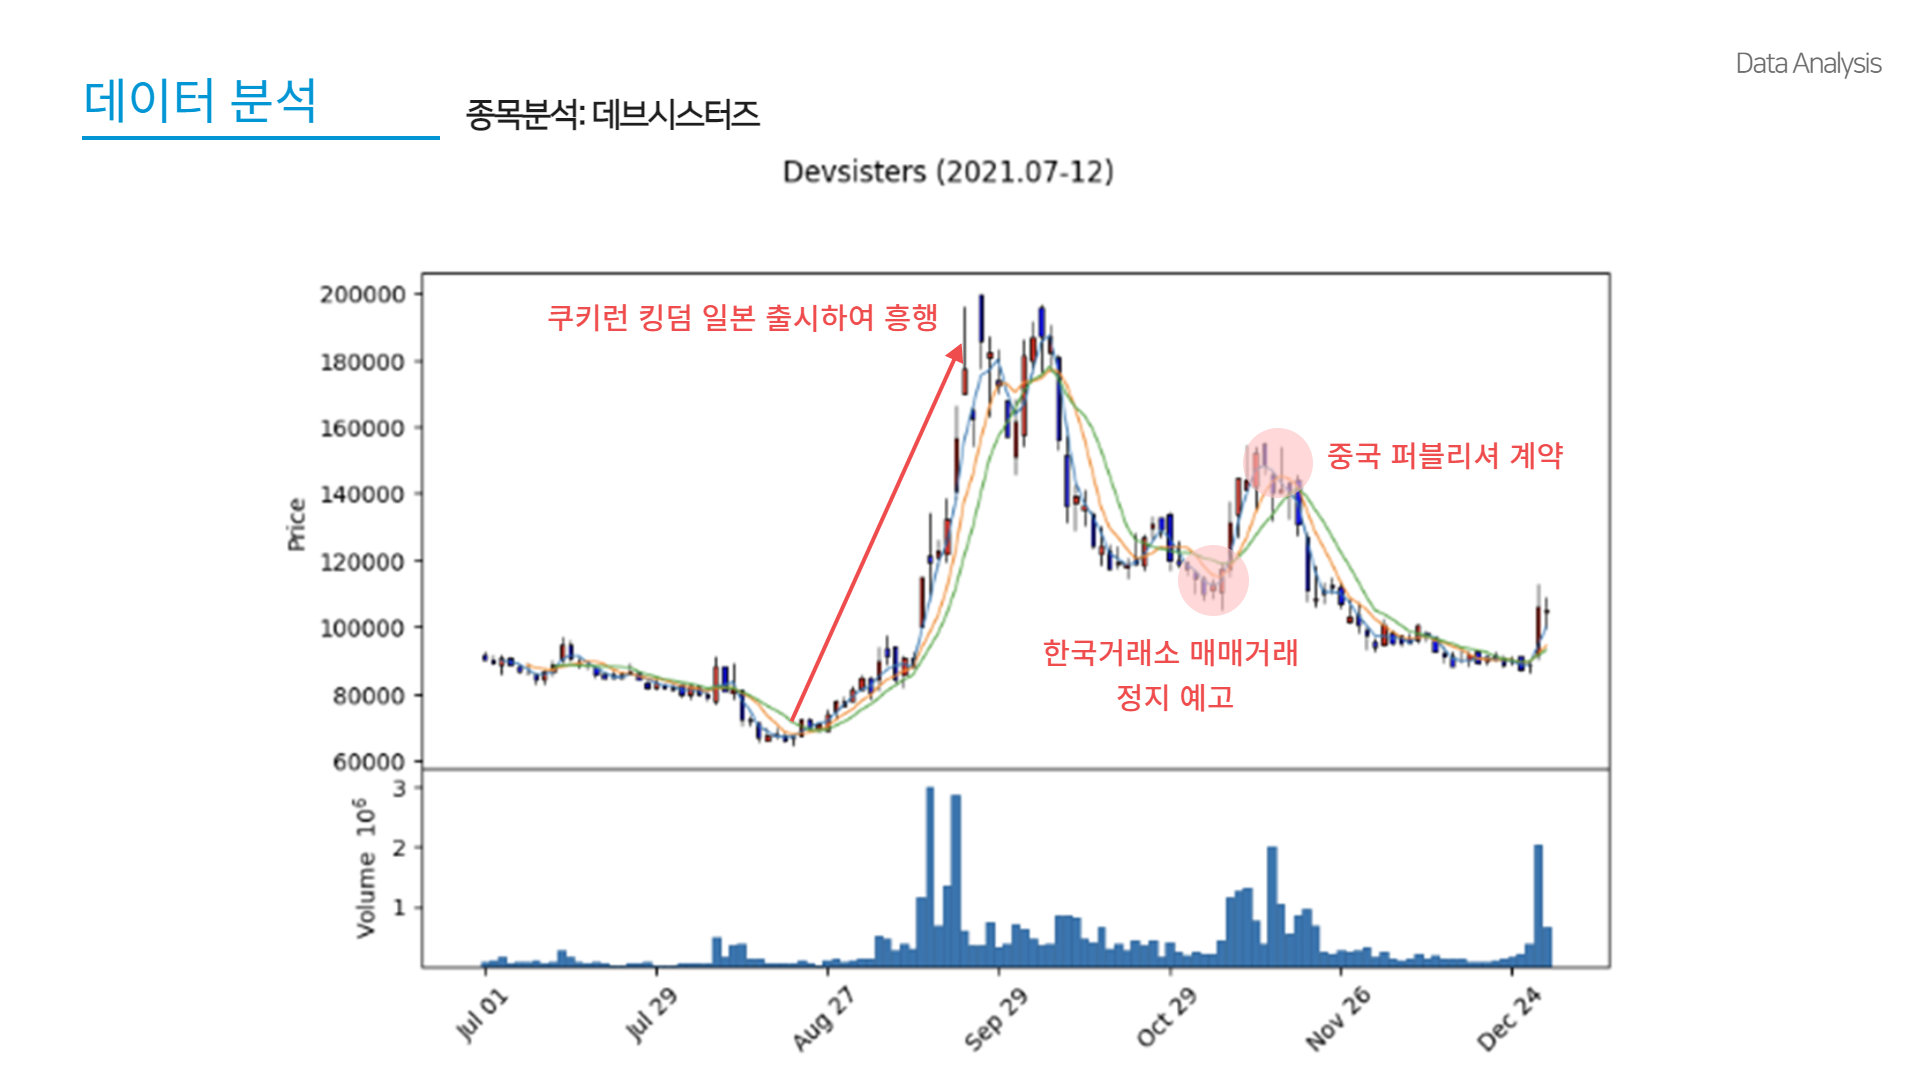 Data Analysis
데이터 분석
종목분석: 데브시스터즈
Devsisters (2021.07-12)
쿠키런 킹덤 일본 출시하여 흥행
중국 퍼블리셔 계약
한국거래소 매매거래
정지 예고
Price
200000
180000
160000
140000
120000
100000
80000
60000
Volume 10⁶
3
2
1
Jul 01
Jul 29
Aug 27
Sep 29
Oct 29
Nov 26
Dec 24